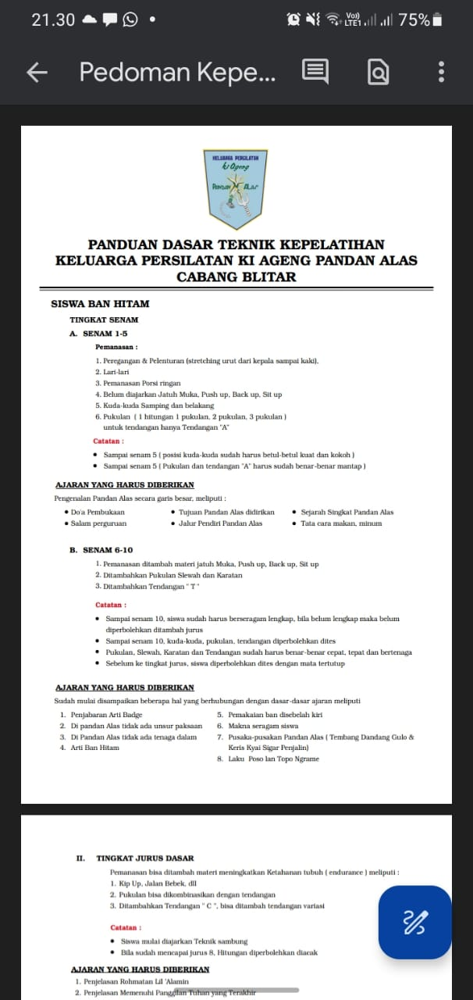 21.30
Vo))
LTE1
75%
Pedoman Kepe...
KELUARGA PERSILATAN
Ki Ageng
PANDAN ALAS
PANDUAN DASAR TEKNIK KEPELATIHAN
KELUARGA PERSILATAN KI AGENG PANDAN ALAS
CABANG BLITAR
SISWA BAN HITAM
TINGKAT SENAM
A. SENAM 1-5
Pemanasan :
1. Peregangan & Pelenturan (stretching urut dari kepala sampai kaki),
2. Lari-lari
3. Pemanasan Porsi ringan
4. Belum diajarkan Jatuh Muka, Push up, Back up, Sit up
5. Kuda-kuda Samping dan belakang
6. Pukulan ( 1 hitungan 1 pukulan, 2 pukulan, 3 pukulan )
untuk tendangan hanya Tendangan "A"
Catatan :
• Sampai senam 5 ( posisi kuda-kuda sudah harus betul-betul kuat dan kokoh )
• Sampai senam 5 ( Pukulan dan tendangan "A" harus sudah benar-benar mantap )
AJARAN YANG HARUS DIBERIKAN
Pengenalan Pandan Alas secara garis besar, meliputi :
• Do'a Pembukaan
• Salam perguruan
• Tujuan Pandan Alas didirikan
• Jalur Pendiri Pandan Alas
• Sejarah Singkat Pandan Alas
• Tata cara makan, minum
B. SENAM 6-10
1. Pemanasan ditambah materi jatuh Muka, Push up, Back up, Sit up
2. Ditambahkan Pukulan Slewah dan Karatan
3. Ditambahkan Tendangan " T "
Catatan :
• Sampai senam 10, siswa sudah harus berseragam lengkap, bila belum lengkap maka belum
diperbolehkan ditambah jurus
• Sampai senam 10, kuda-kuda, pukulan, tendangan diperbolehkan dites
• Pukulan, Slewah, Karatan dan Tendangan sudah harus benar-benar cepat, tepat dan bertenaga
• Sebelum ke tingkat jurus, siswa diperbolehkan dites dengan mata tertutup
AJARAN YANG HARUS DIBERIKAN
Sudah mulai disampaikan beberapa hal yang berhubungan dengan dasar-dasar ajaran meliputi
1. Penjabaran Arti Badge
2. Di pandan Alas tidak ada unsur paksaan
3. Di Pandan Alas tidak ada tenaga dalam
4. Arti Ban Hitam
5. Pemakaian ban disebelah kiri
6. Makna seragam siswa
7. Pusaka-pusakan Pandan Alas ( Tembang Dandang Gulo &
Keris Kyai Sigar Penjalin)
8. Laku Poso lan Topo Ngrame
II. TINGKAT JURUS DASAR
Pemanasan bisa ditambah materi meningkatkan Ketahanan tubuh ( endurance ) meliputi :
1. Kip Up, Jalan Bebek, dll
2. Pukulan bisa dikombinasikan dengan tendangan
3. Ditambahkan Tendangan " C ", bisa ditambah tendangan variasi
Catatan :
• Siswa mulai diajarkan Teknik sambung
• Bila sudah mencapai jurus 8, Hitungan diperbolehkan diacak
AJARAN YANG HARUS DIBERIKAN
1. Penjelasan Rohmatan Lil 'Alamin
2. Penjelasan Memenuhi Panggilan Tuhan yang Terakhir